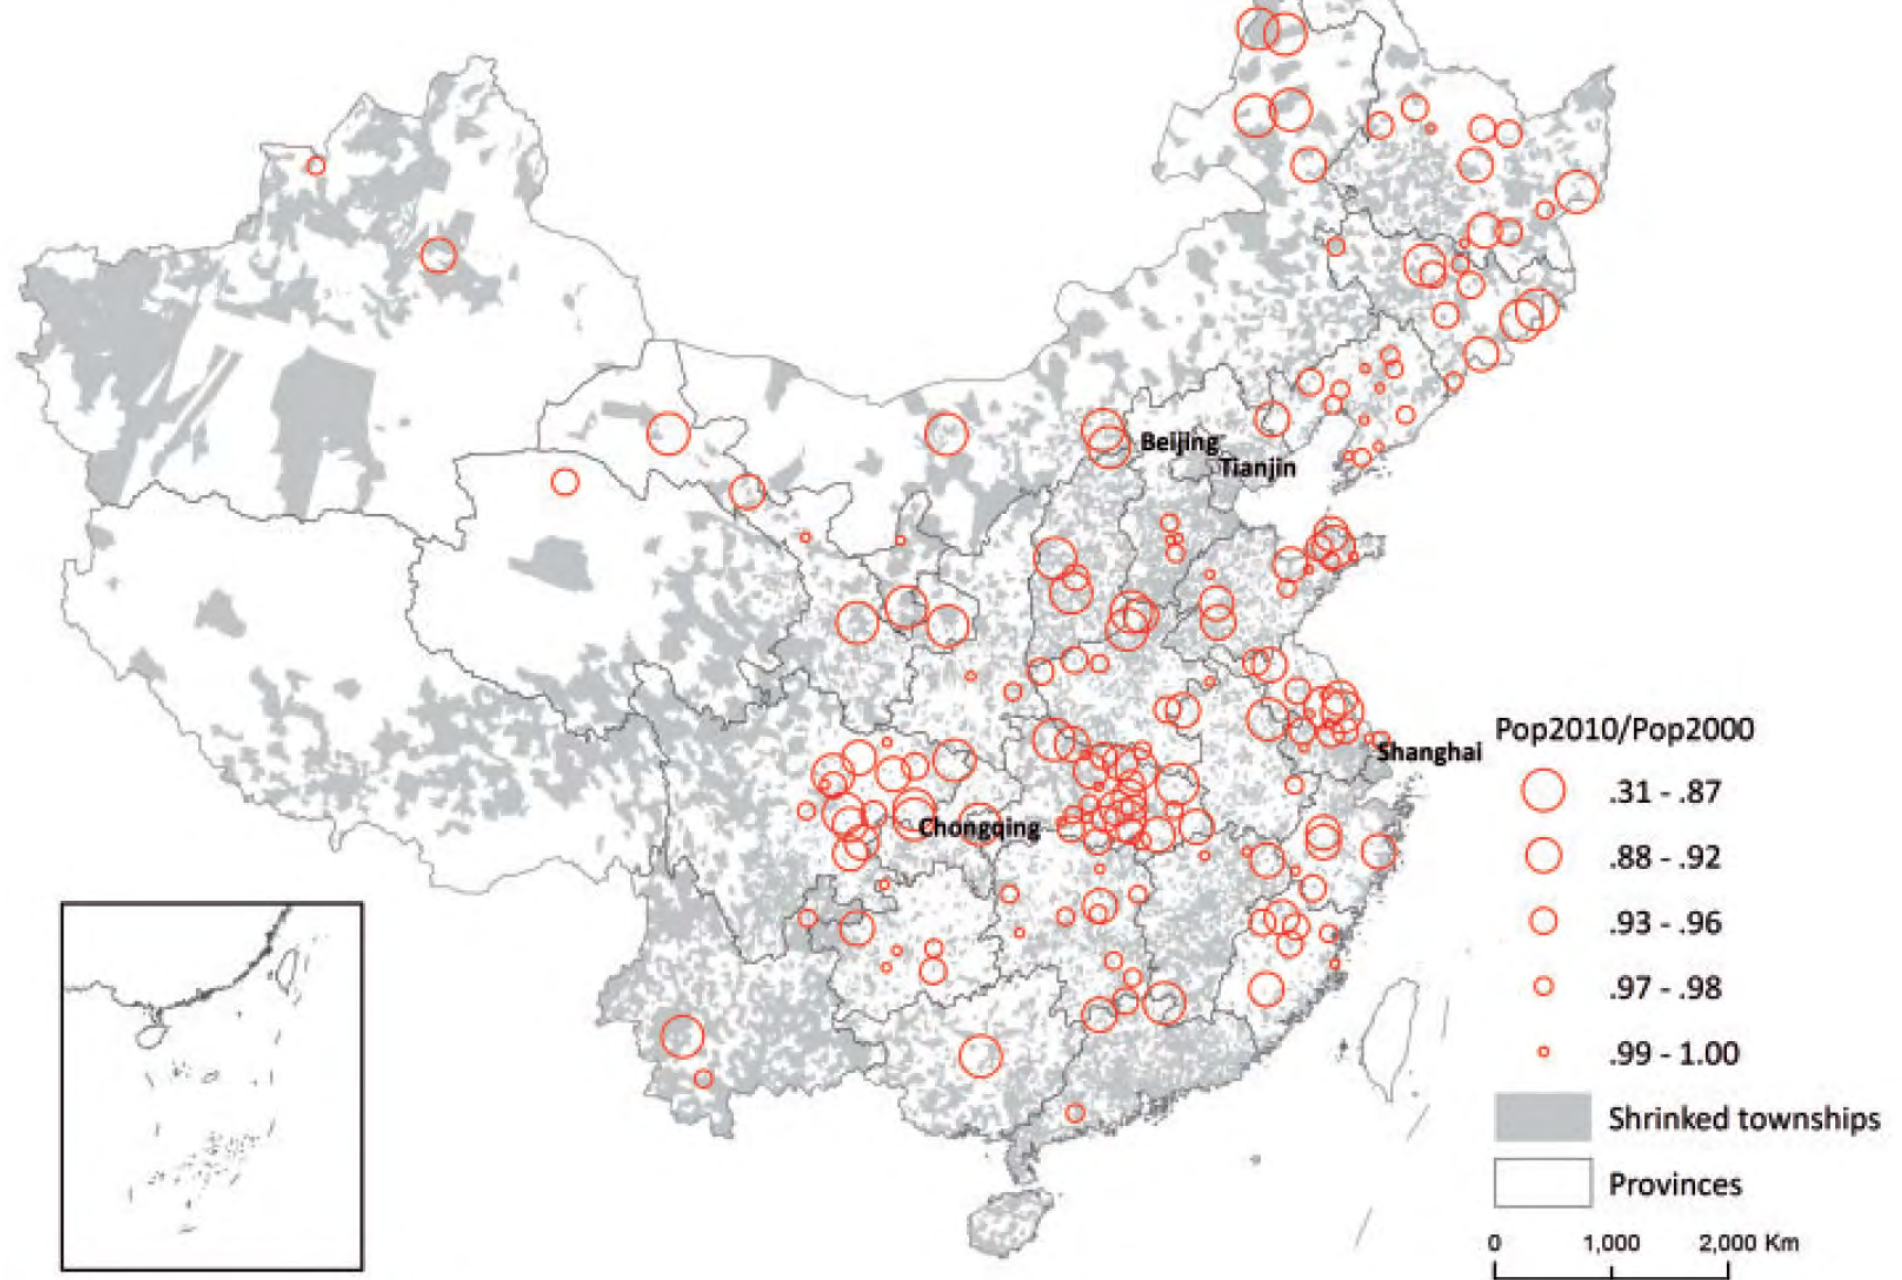 Beijing
Tianjin
Pop2010/Pop2000
Shanghai
.31 - .87
Chongqing
.88 - .92
.93 - .96
.97 - .98
.99 - 1.00
Shrinked townships
Provinces
0 1,000 2,000 Km